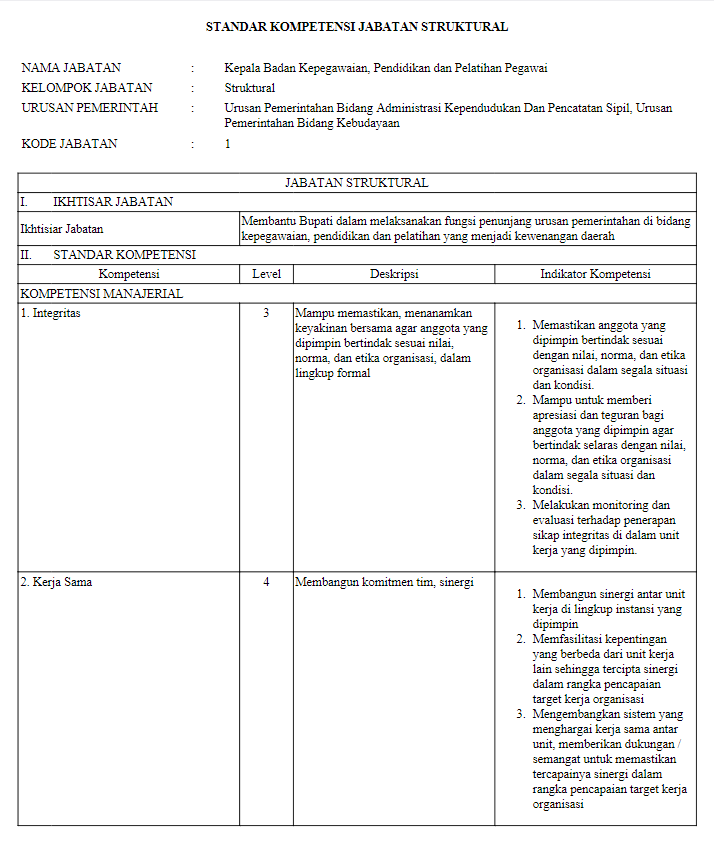 STANDAR KOMPETENSI JABATAN STRUKTURAL
NAMA JABATAN : Kepala Badan Kepegawaian, Pendidikan dan Pelatihan Pegawai
KELOMPOK JABATAN : Struktural
URUSAN PEMERINTAH : Urusan Pemerintahan Bidang Administrasi Kependudukan Dan Pencatatan Sipil, Urusan
Pemerintahan Bidang Kebudayaan
KODE JABATAN : 1
JABATAN STRUKTURAL
I. IKHTISAR JABATAN
Ikhtisiar Jabatan
Membantu Bupati dalam melaksanakan fungsi penunjang urusan pemerintahan di bidang
kepegawaian, pendidikan dan pelatihan yang menjadi kewenangan daerah
II. STANDAR KOMPETENSI
Kompetensi Level Deskripsi Indikator Kompetensi
KOMPETENSI MANAJERIAL
1. Integritas
3
Mampu memastikan, menanamkan
keyakinan bersama agar anggota yang
dipimpin bertindak sesuai nilai,
norma, dan etika organisasi, dalam
lingkup formal
1. Memastikan anggota yang
dipimpin bertindak sesuai
dengan nilai, norma, dan etika
organisasi dalam segala situasi
dan kondisi.
2. Mampu untuk memberi
apresiasi dan teguran bagi
anggota yang dipimpin agar
bertindak selaras dengan nilai,
norma, dan etika organisasi
dalam segala situasi dan
kondisi.
3. Melakukan monitoring dan
evaluasi terhadap penerapan
sikap integritas di dalam unit
kerja yang dipimpin.
2. Kerja Sama
4
Membangun komitmen tim, sinergi
1. Membangun sinergi antar unit
kerja di lingkup instansi yang
dipimpin
2. Memfasilitasi kepentingan
yang berbeda dari unit kerja
lain sehingga tercipta sinergi
dalam rangka pencapaian
target kerja organisasi
3. Mengembangkan sistem yang
menghargai kerja sama antar
unit, memberikan dukungan /
semangat untuk memastikan
tercapainya sinergi dalam
rangka pencapaian target kerja
organisasi